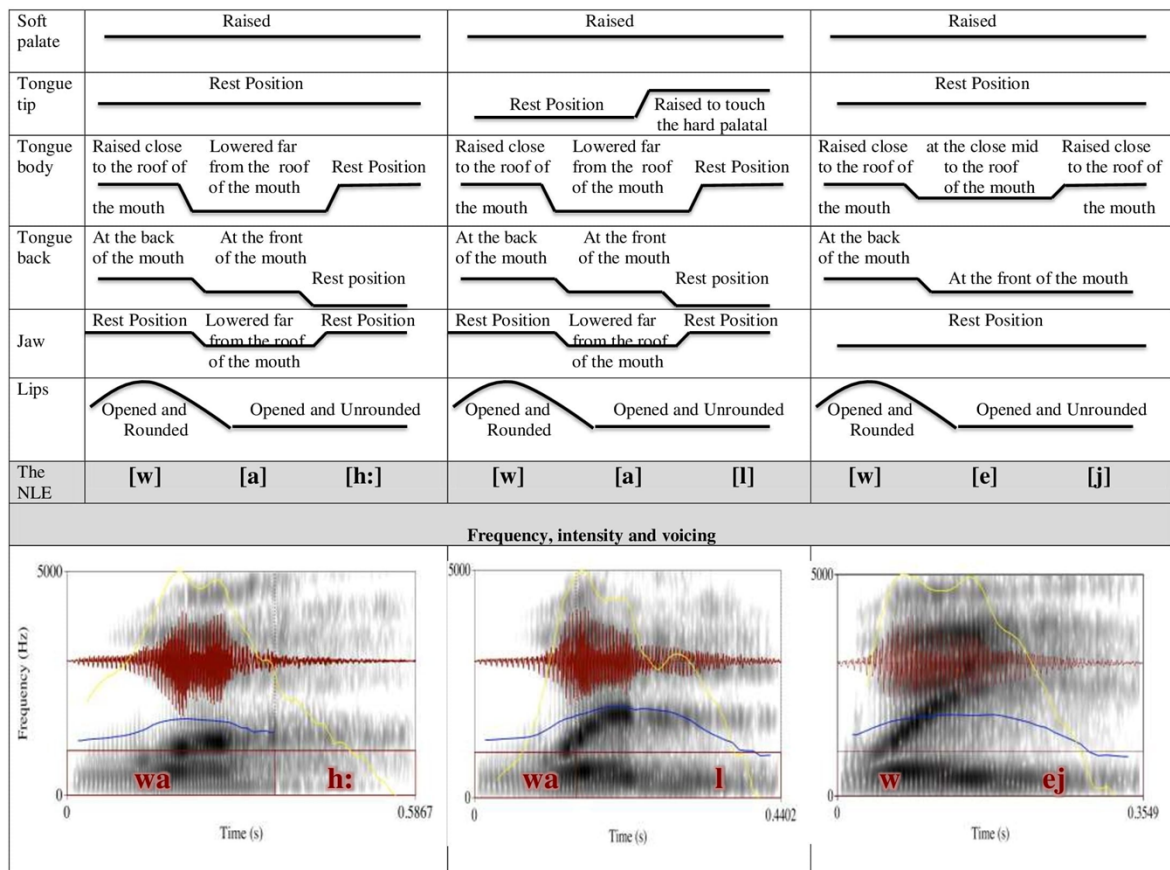 Soft
palate
Raised
Raised
Raised
Tongue
tip
Rest Position
Rest Position
Raised to touch
the hard palatal
Rest Position
Tongue
body
Raised close
to the roof of
the mouth
Lowered far
from the roof
of the mouth
Rest Position
Raised close
to the roof of
the mouth
Lowered far
from the roof
of the mouth
Rest Position
Raised close
to the roof of
the mouth
at the close mid
to the roof
of the mouth
Raised close
to the roof of
the mouth
Tongue
back
At the back
of the mouth
At the front
of the mouth
Rest position
At the back
of the mouth
At the front
of the mouth
Rest position
At the back
of the mouth
At the front of the mouth
Jaw
Rest Position
Lowered far
from the roof
of the mouth
Rest Position
Rest Position
Lowered far
from the roof
of the mouth
Rest Position
Rest Position
Lips
Opened and
Rounded
Opened and Unrounded
Opened and
Rounded
Opened and Unrounded
Opened and
Rounded
Opened and Unrounded
The
NLE
[w] [a] [h:]
[w] [a] [l]
[w] [e] [j]
Frequency, intensity and voicing
5000
Frequency (Hz)
wa h:
0
0 0.5867
Time (s)
5000
wa l
0
0 0.4402
Time (s)
5000
w ej
0
0 0.3549
Time (s)